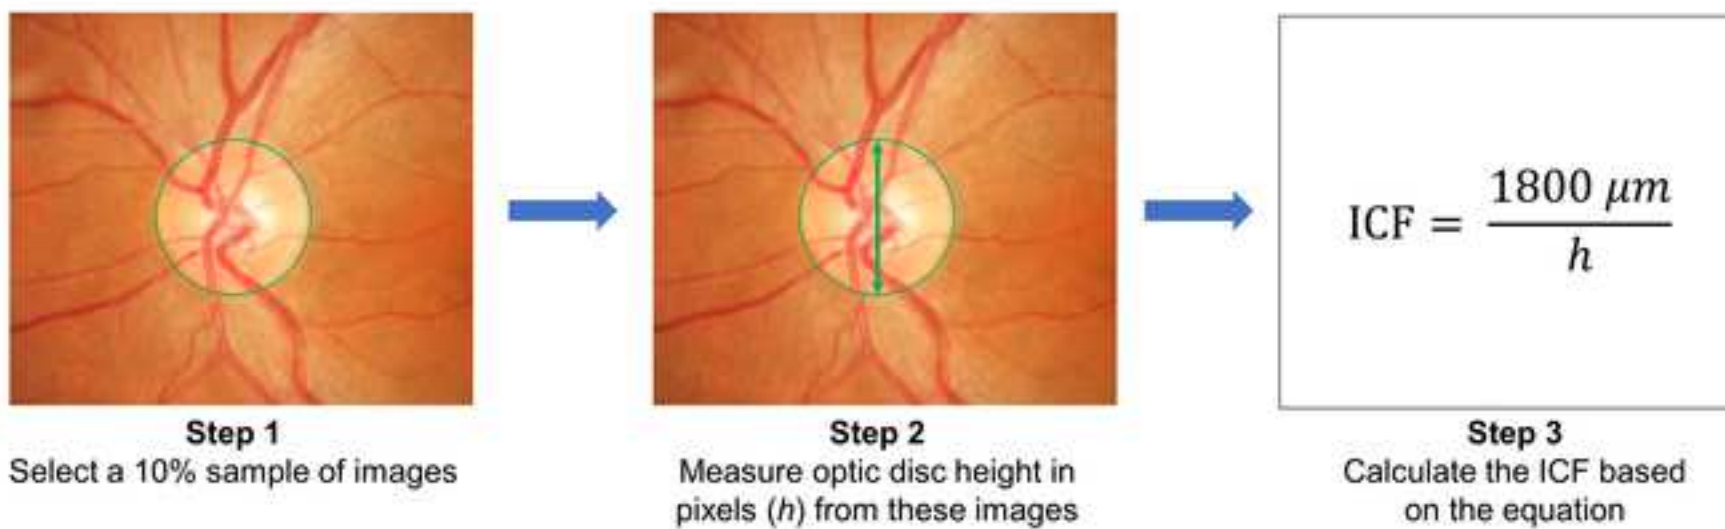 Step 1
Select a 10% sample of images
Step 2
Measure optic disc height in
pixels (h) from these images
ICF = 1800 μm / h
Step 3
Calculate the ICF based
on the equation